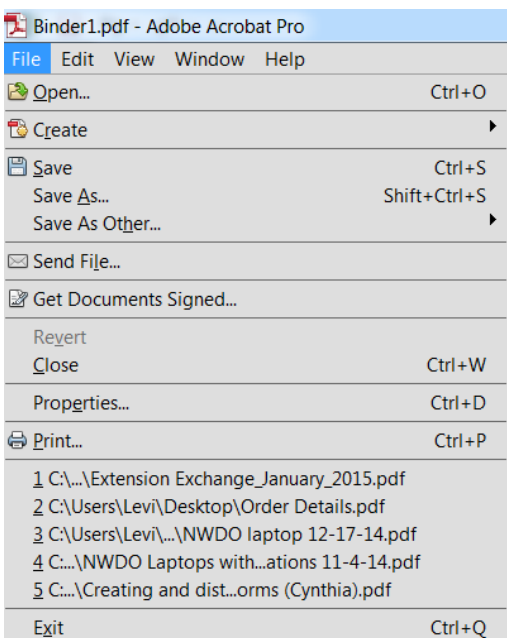 Binder1.pdf - Adobe Acrobat Pro
File Edit View Window Help
Open... Ctrl+O
Create
Save Ctrl+S
Save As... Shift+Ctrl+S
Save As Other...
Send File...
Get Documents Signed...
Revert
Close Ctrl+W
Properties... Ctrl+D
Print... Ctrl+P
1 C:\...\Extension Exchange_January_2015.pdf
2 C:\Users\Levi\Desktop\Order Details.pdf
3 C:\Users\Levi\...\NWDO laptop 12-17-14.pdf
4 C:...\NWDO Laptops with...ations 11-4-14.pdf
5 C:...\Creating and dist...orms (Cynthia).pdf
Exit Ctrl+Q